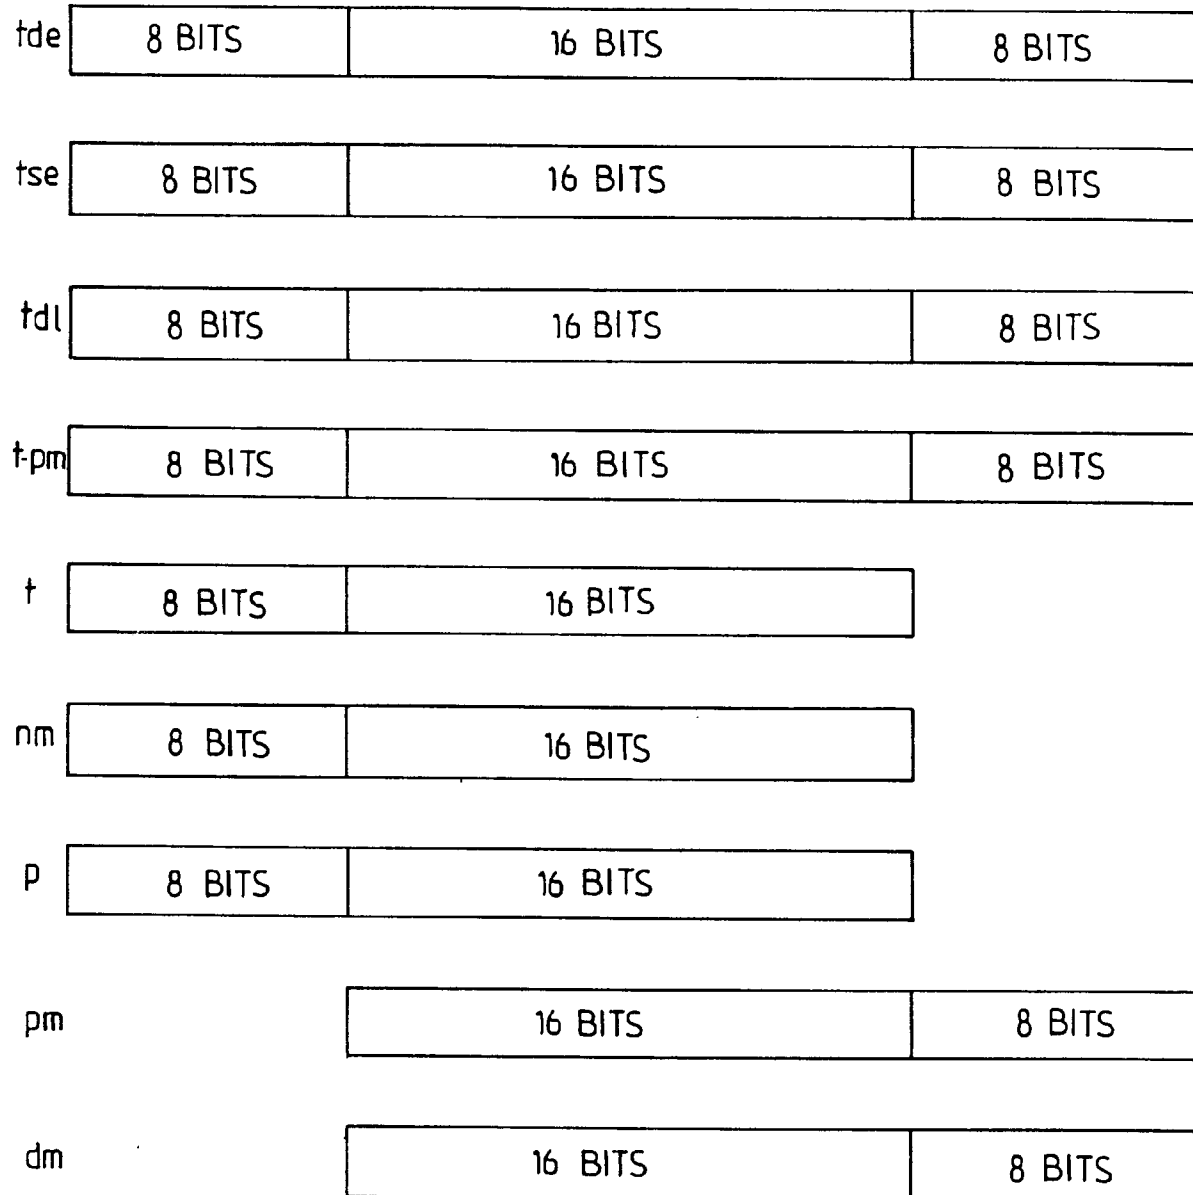 tde 8 BITS 16 BITS 8 BITS
tse 8 BITS 16 BITS 8 BITS
tdl 8 BITS 16 BITS 8 BITS
t-pm 8 BITS 16 BITS 8 BITS
t 8 BITS 16 BITS
nm 8 BITS 16 BITS
p 8 BITS 16 BITS
pm 16 BITS 8 BITS
dm 16 BITS 8 BITS